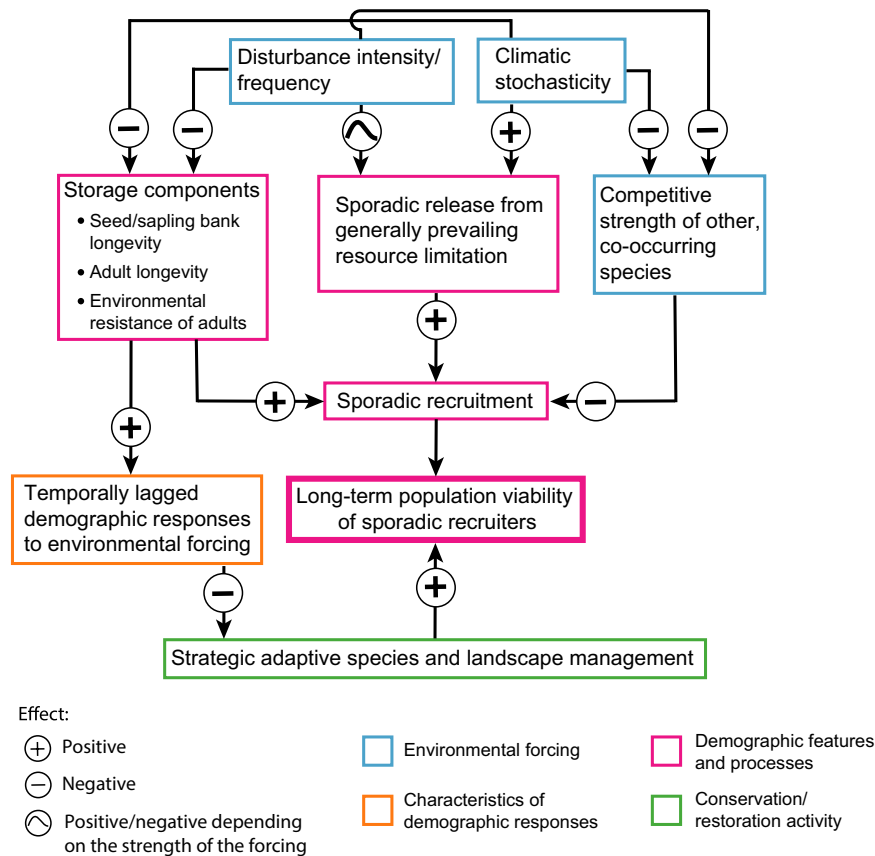 Disturbance intensity/
frequency
Climatic
stochasticity
Storage components
• Seed/sapling bank
longevity
• Adult longevity
• Environmental
resistance of adults
Sporadic release from
generally prevailing
resource limitation
Competitive
strength of other,
co-occurring
species
Sporadic recruitment
Temporally lagged
demographic responses
to environmental forcing
Long-term population viability
of sporadic recruiters
Strategic adaptive species and landscape management
Effect:
Positive
Negative
Positive/negative depending
on the strength of the forcing
Environmental forcing
Characteristics of
demographic responses
Demographic features
and processes
Conservation/
restoration activity